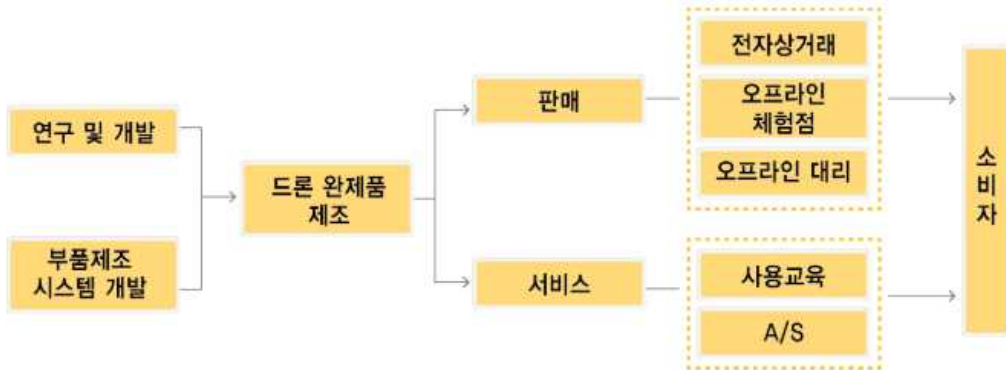 연구 및 개발
부품제조
시스템 개발
드론 완제품
제조
판매
서비스
전자상거래
오프라인
체험점
오프라인 대리
사용교육
A/S
소
비
자